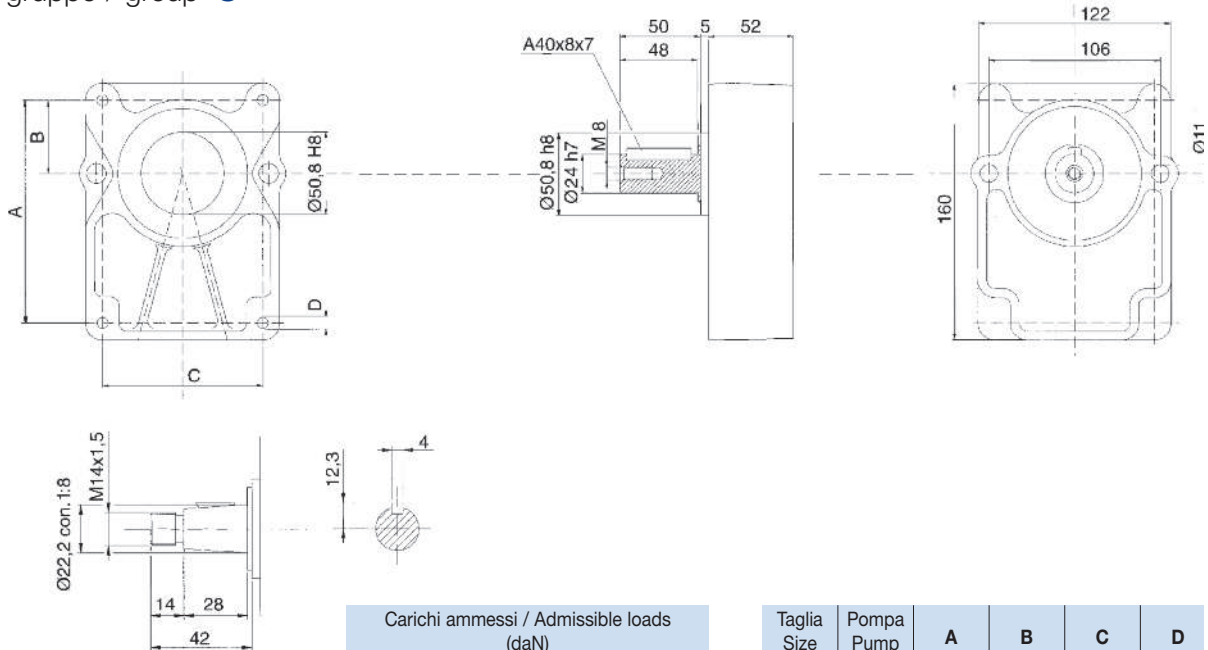 50 5 52
48
A40x8x7
M 8
Ø50,8 h8
Ø24 h7
122
106
160
Ø11
A
B
Ø50,8 H8
D
C
M14x1,5
Ø22,2 con.1:8
14 28
42
4
12,3
Carichi ammessi / Admissible loads
(daN)
Taglia Pompa
Size Pump A B C D